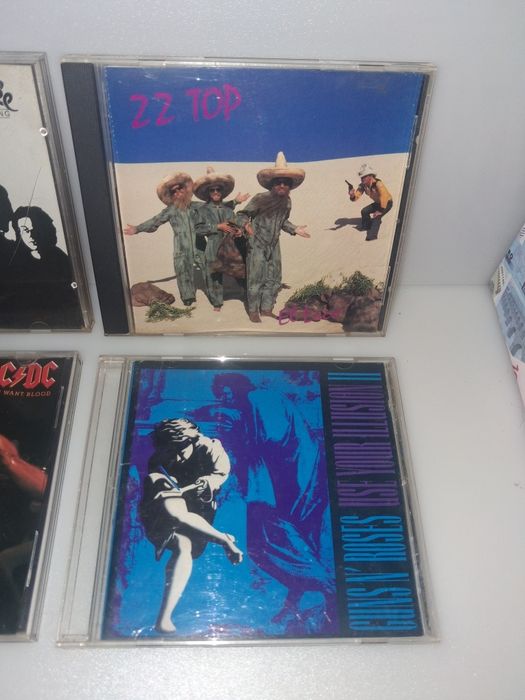 ZZ TOP
AC/DC
WANT BLOOD
GUNS N' ROSES
USE YOUR ILLUSION II